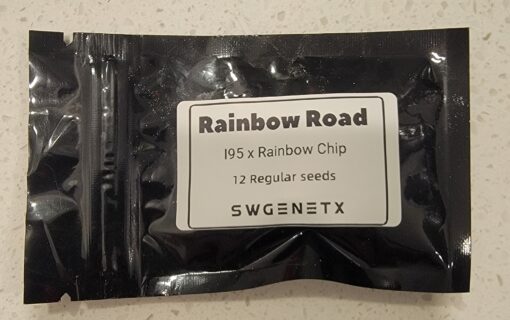 Rainbow Road
I95 x Rainbow Chip
12 Regular seeds
SWGENETX